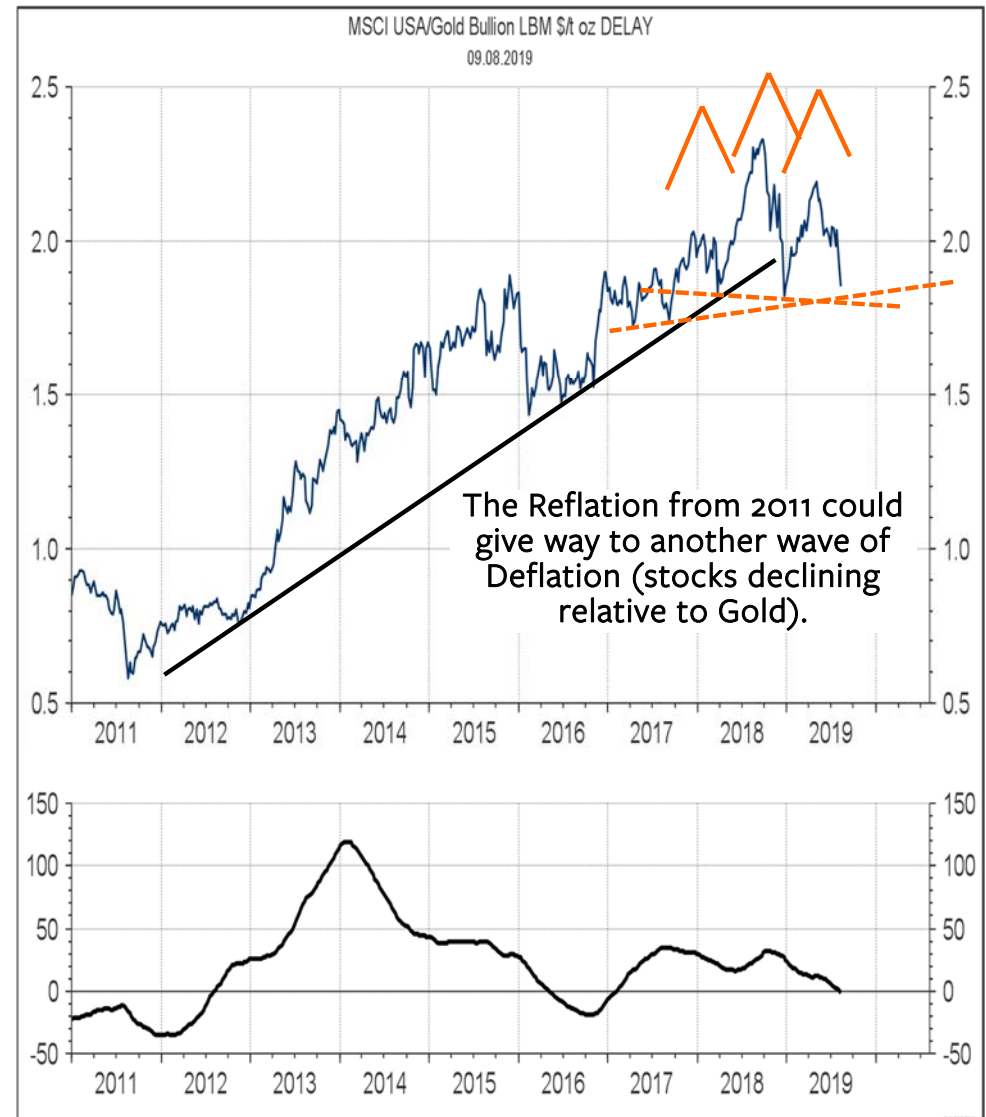 MSCI USA/Gold Bullion LBM $/t oz DELAY
09.08.2019
2.5 2.5
2.0 2.0
1.5 1.5
1.0 1.0
0.5 0.5
The Reflation from 2011 could
give way to another wave of
Deflation (stocks declining
relative to Gold).
2011 2012 2013 2014 2015 2016 2017 2018 2019
150 150
100 100
50 50
0 0
-50 -50
2011 2012 2013 2014 2015 2016 2017 2018 2019